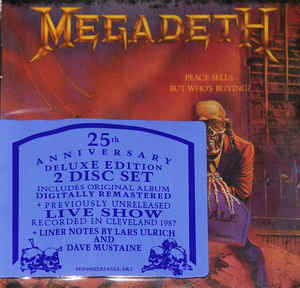 MEGADETH
PEACE SELLS...
BUT WHO'S BUYING?
25th
ANNIVERSARY
DELUXE EDITION
2 DISC SET
INCLUDES ORIGINAL ALBUM
DIGITALLY REMASTERED
+ PREVIOUSLY UNRELEASED
LIVE SHOW
RECORDED IN CLEVELAND 1987
+ LINER NOTES BY LARS ULRICH
AND
DAVE MUSTAINE
ALE